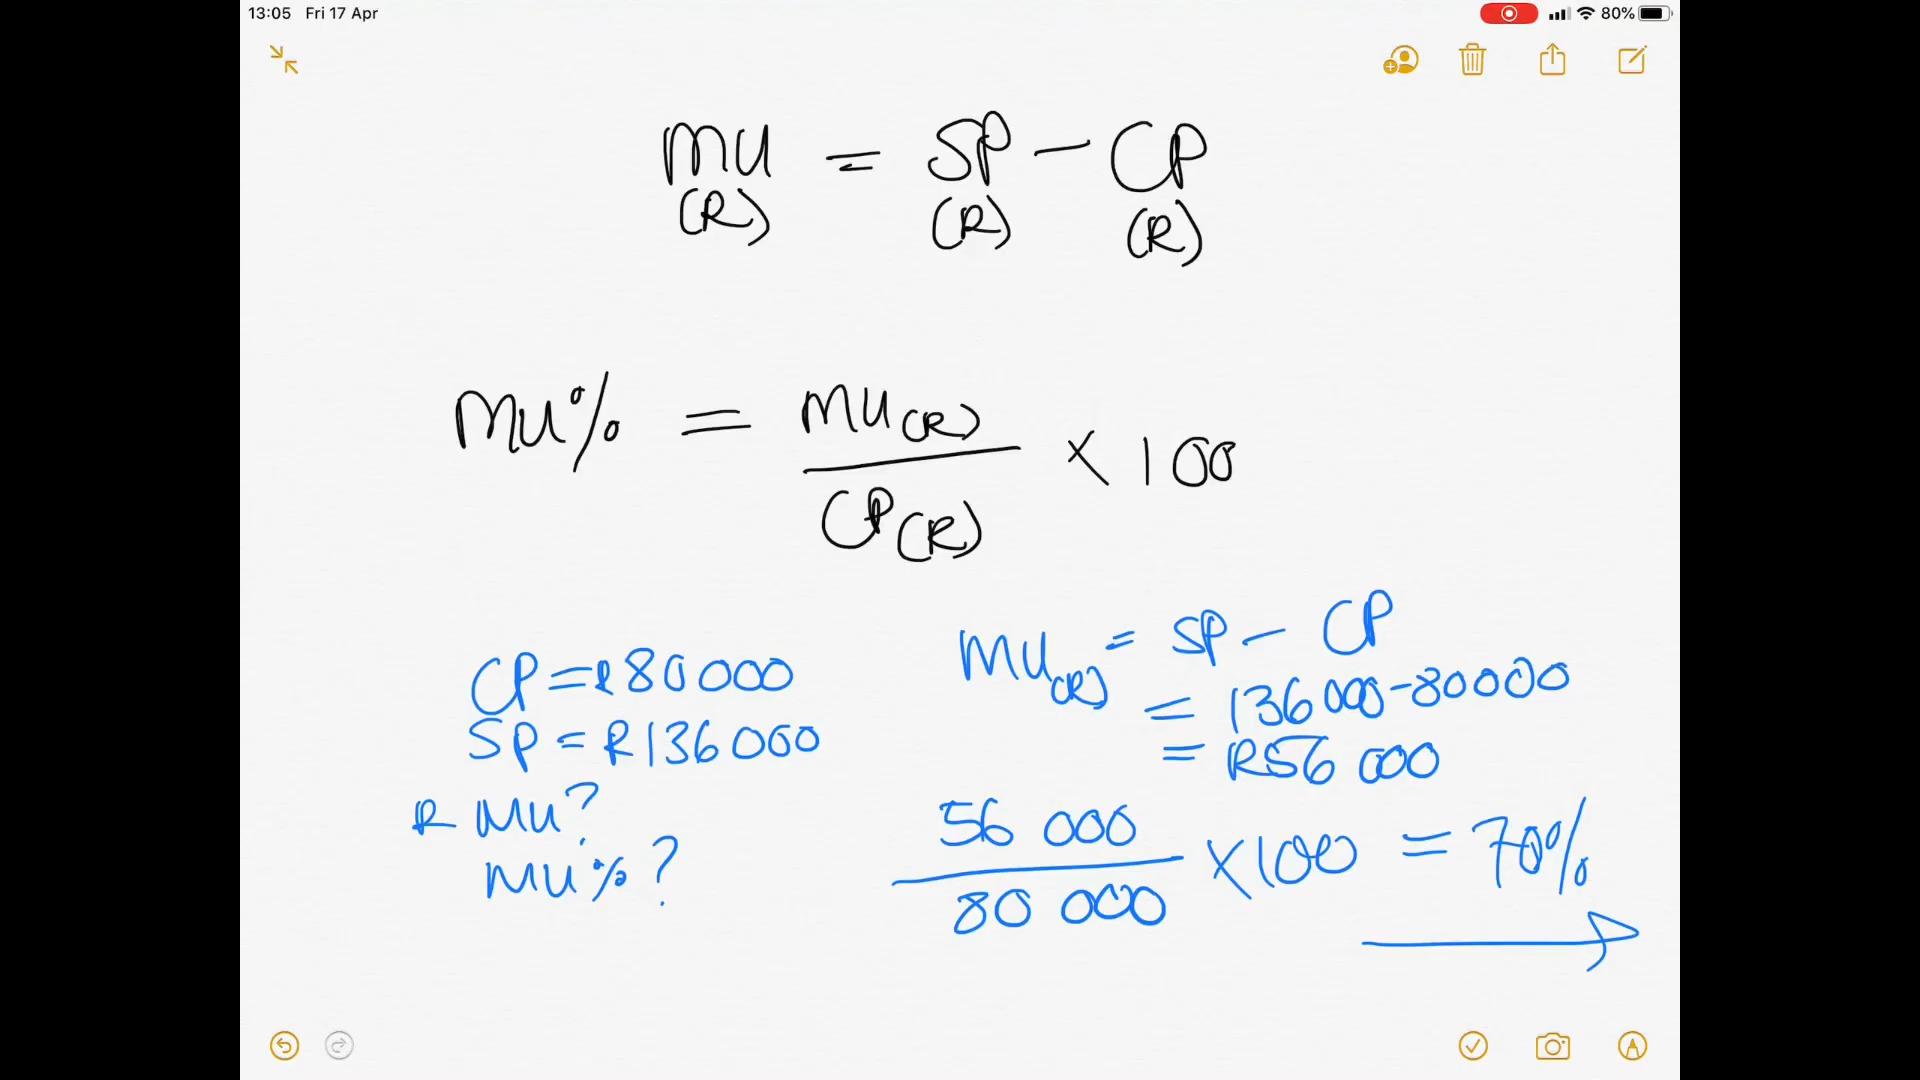 13:05 Fri 17 Apr 80%
MU = SP - CP
(R) (R) (R)
MU% = MU(R) / CP(R) × 100
CP = R80 000
SP = R136 000
R MU?
MU%?
MU(R) = SP - CP
= 136 000 - 80 000
= R56 000
56 000 / 80 000 × 100 = 70%